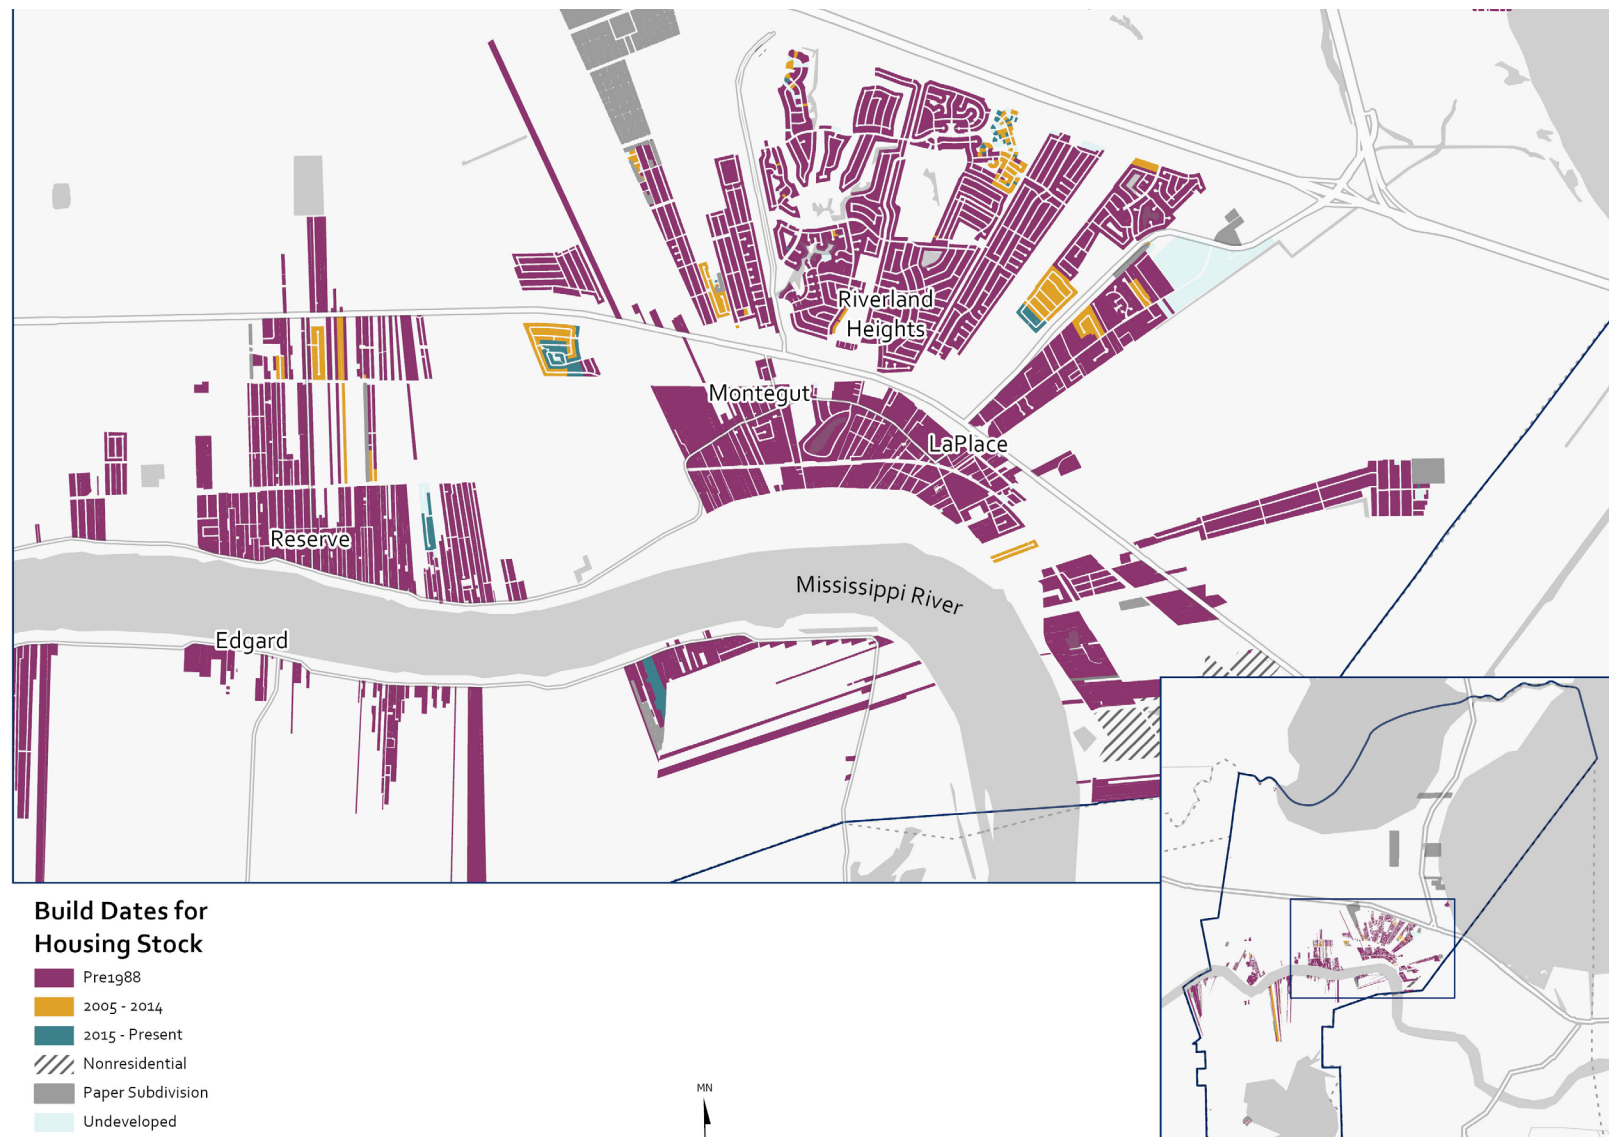 Riverland
Heights
Montegut
LaPlace
Reserve
Mississippi River
Edgard
Build Dates for
Housing Stock
Pre1988
2005 - 2014
2015 - Present
Nonresidential
Paper Subdivision
Undeveloped
MN